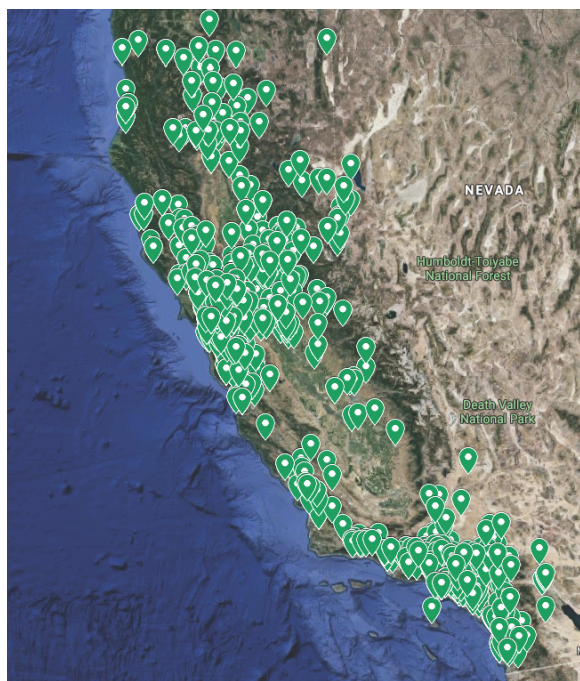 NEVADA
Humboldt-Toiyabe
National Forest
Death Valley
National Park